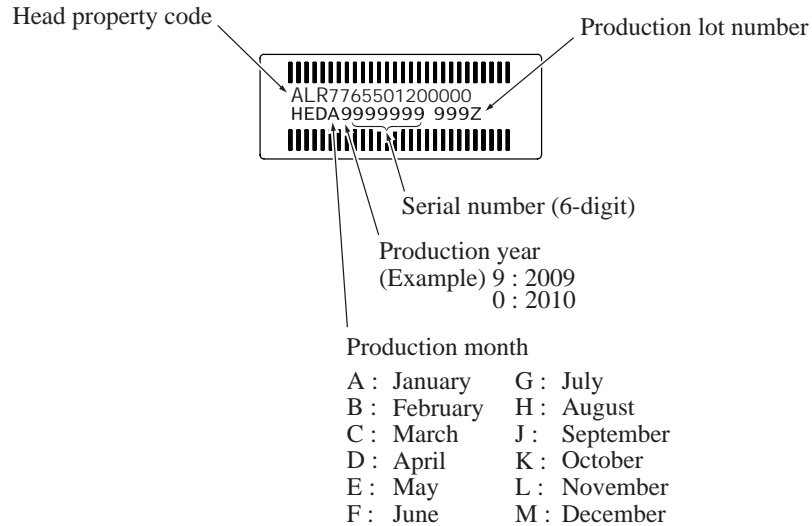 Head property code
Production lot number
ALR7765501200000
HEDA9999999 999Z
Serial number (6-digit)
Production year
(Example) 9 : 2009
0 : 2010
Production month
A : January G : July
B : February H : August
C : March J : September
D : April K : October
E : May L : November
F : June M : December